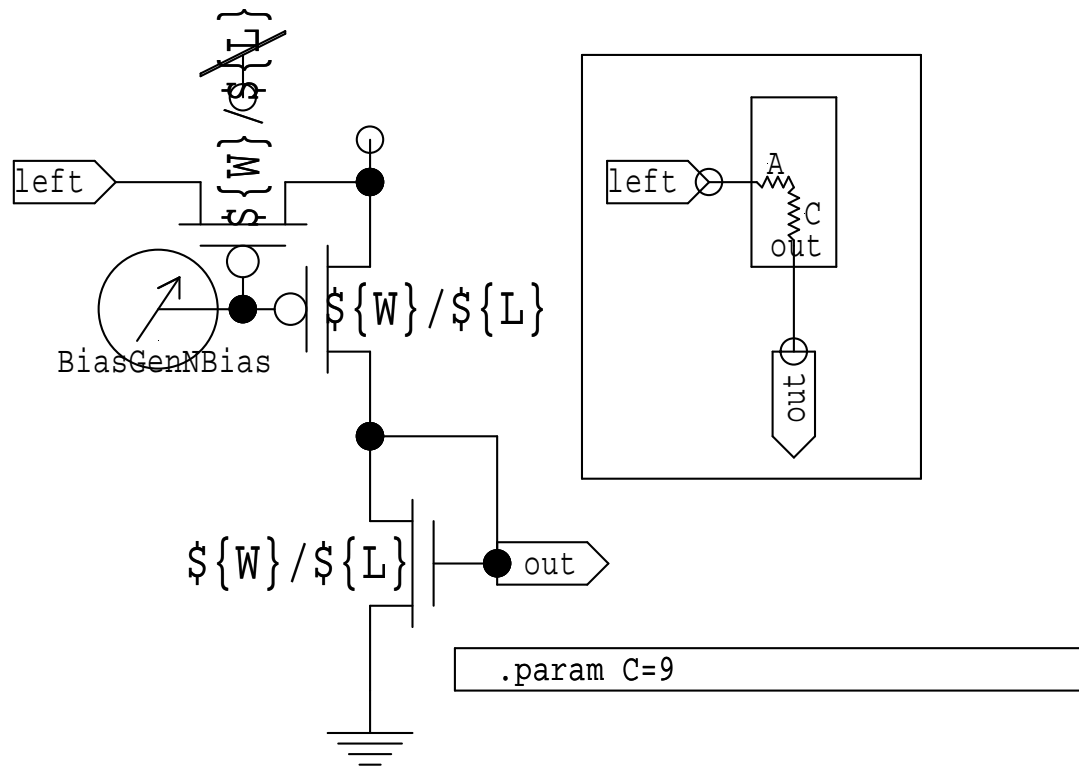 ${W}/${L}
left
left
A
C
out
${W}/${L}
BiasGenNBias
out
${W}/${L}
out
.param C=9